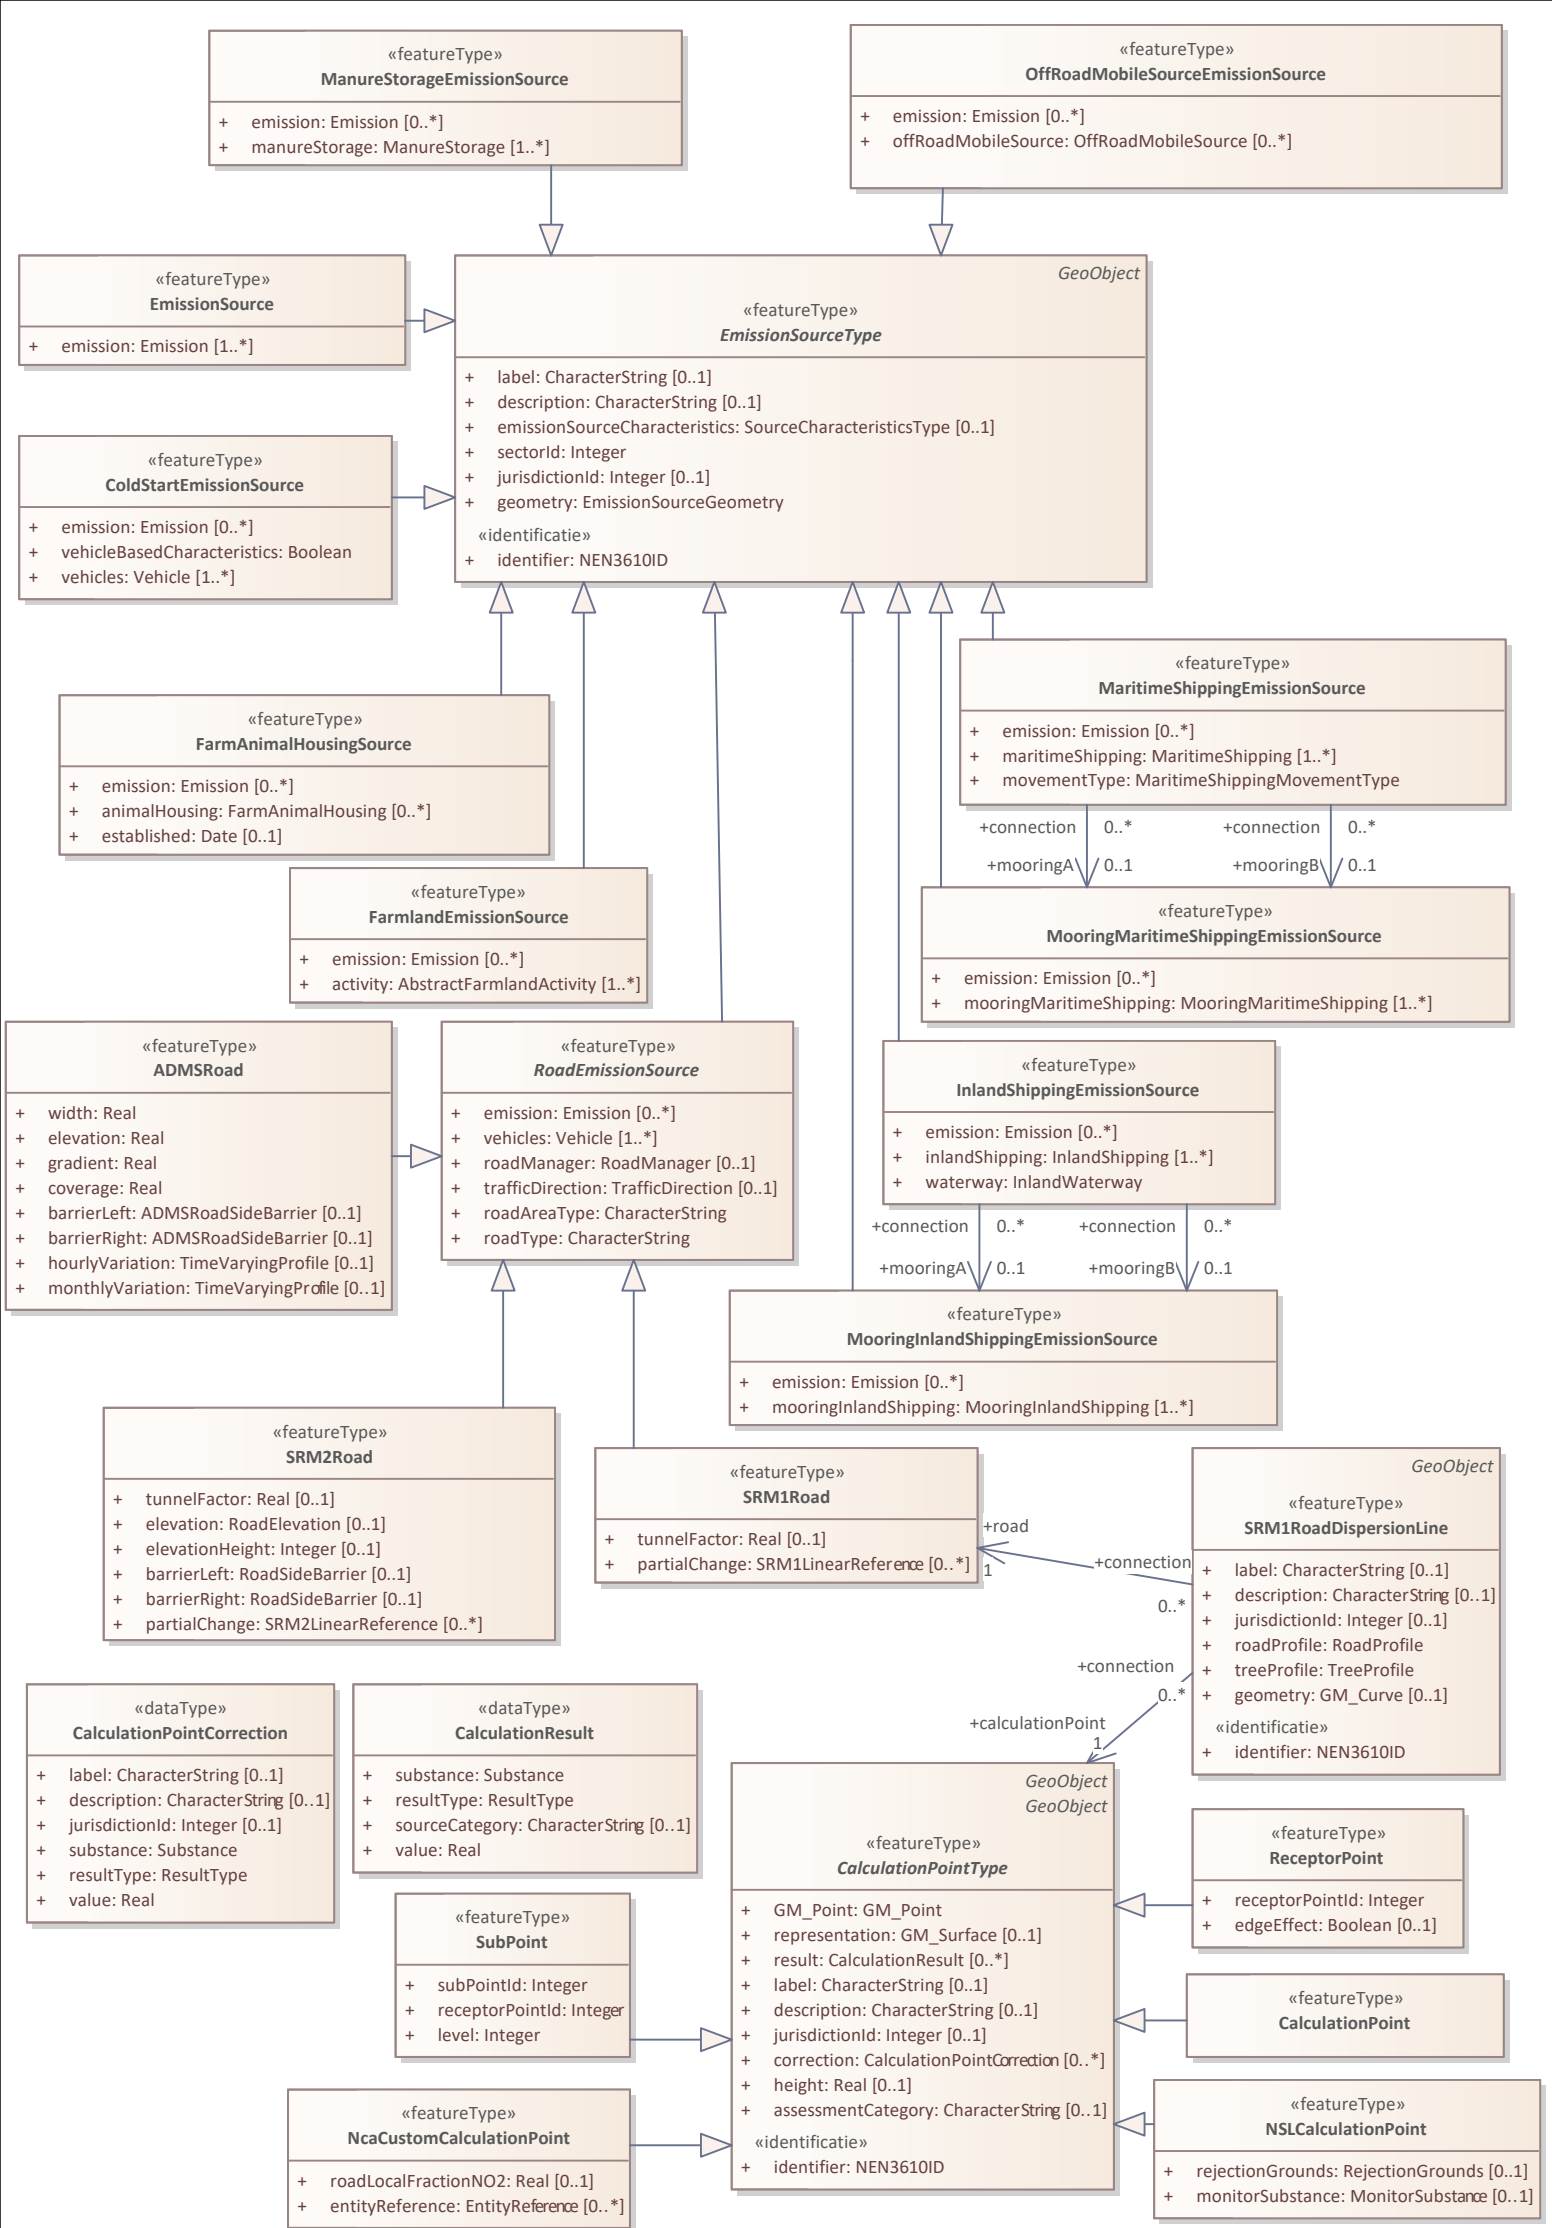 «featureType»
ManureStorageEmissionSource
+ emission: Emission [0..*]
+ manureStorage: ManureStorage [1..*]
«featureType»
OffRoadMobileSourceEmissionSource
+ emission: Emission [0..*]
+ offRoadMobileSource: OffRoadMobileSource [0..*]
«featureType»
EmissionSource
+ emission: Emission [1..*]
GeoObject
«featureType»
EmissionSourceType
+ label: CharacterString [0..1]
+ description: CharacterString [0..1]
+ emissionSourceCharacteristics: SourceCharacteristicsType [0..1]
+ sectorId: Integer
+ jurisdictionId: Integer [0..1]
+ geometry: EmissionSourceGeometry
«identificatie»
+ identifier: NEN3610ID
«featureType»
ColdStartEmissionSource
+ emission: Emission [0..*]
+ vehicleBasedCharacteristics: Boolean
+ vehicles: Vehicle [1..*]
«featureType»
MaritimeShippingEmissionSource
+ emission: Emission [0..*]
+ maritimeShipping: MaritimeShipping [1..*]
+ movementType: MaritimeShippingMovementType
«featureType»
FarmAnimalHousingSource
+ emission: Emission [0..*]
+ animalHousing: FarmAnimalHousing [0..*]
+ established: Date [0..1]
+connection 0..* +connection 0..*
+mooringA 0..1 +mooringB 0..1
«featureType»
FarmlandEmissionSource
+ emission: Emission [0..*]
+ activity: AbstractFarmlandActivity [1..*]
«featureType»
MooringMaritimeShippingEmissionSource
+ emission: Emission [0..*]
+ mooringMaritimeShipping: MooringMaritimeShipping [1..*]
«featureType»
ADMSRoad
+ width: Real
+ elevation: Real
+ gradient: Real
+ coverage: Real
+ barrierLeft: ADMSRoadSideBarrier [0..1]
+ barrierRight: ADMSRoadSideBarrier [0..1]
+ hourlyVariation: TimeVaryingProfile [0..1]
+ monthlyVariation: TimeVaryingProfile [0..1]
«featureType»
RoadEmissionSource
+ emission: Emission [0..*]
+ vehicles: Vehicle [1..*]
+ roadManager: RoadManager [0..1]
+ trafficDirection: TrafficDirection [0..1]
+ roadAreaType: CharacterString
+ roadType: CharacterString
«featureType»
InlandShippingEmissionSource
+ emission: Emission [0..*]
+ inlandShipping: InlandShipping [1..*]
+ waterway: InlandWaterway
+connection 0..* +connection 0..*
+mooringA 0..1 +mooringB 0..1
«featureType»
MooringInlandShippingEmissionSource
+ emission: Emission [0..*]
+ mooringInlandShipping: MooringInlandShipping [1..*]
«featureType»
SRM2Road
+ tunnelFactor: Real [0..1]
+ elevation: RoadElevation [0..1]
+ elevationHeight: Integer [0..1]
+ barrierLeft: RoadSideBarrier [0..1]
+ barrierRight: RoadSideBarrier [0..1]
+ partialChange: SRM2LinearReference [0..*]
«featureType»
SRM1Road
+ tunnelFactor: Real [0..1]
+ partialChange: SRM1LinearReference [0..*]
+road
1
+connection
0..*
GeoObject
«featureType»
SRM1RoadDispersionLine
+ label: CharacterString [0..1]
+ description: CharacterString [0..1]
+ jurisdictionId: Integer [0..1]
+ roadProfile: RoadProfile
+ treeProfile: TreeProfile
+ geometry: GM_Curve [0..1]
«identificatie»
+ identifier: NEN3610ID
+connection
0..*
+calculationPoint
1
«dataType»
CalculationPointCorrection
+ label: CharacterString [0..1]
+ description: CharacterString [0..1]
+ jurisdictionId: Integer [0..1]
+ substance: Substance
+ resultType: ResultType
+ value: Real
«dataType»
CalculationResult
+ substance: Substance
+ resultType: ResultType
+ sourceCategory: CharacterString [0..1]
+ value: Real
GeoObject
GeoObject
«featureType»
CalculationPointType
+ GM_Point: GM_Point
+ representation: GM_Surface [0..1]
+ result: CalculationResult [0..*]
+ label: CharacterString [0..1]
+ description: CharacterString [0..1]
+ jurisdictionId: Integer [0..1]
+ correction: CalculationPointCorrection [0..*]
+ height: Real [0..1]
+ assessmentCategory: CharacterString [0..1]
«identificatie»
+ identifier: NEN3610ID
«featureType»
ReceptorPoint
+ receptorPointId: Integer
+ edgeEffect: Boolean [0..1]
«featureType»
SubPoint
+ subPointId: Integer
+ receptorPointId: Integer
+ level: Integer
«featureType»
CalculationPoint
«featureType»
NcaCustomCalculationPoint
+ roadLocalFractionNO2: Real [0..1]
+ entityReference: EntityReference [0..*]
«featureType»
NSLCalculationPoint
+ rejectionGrounds: RejectionGrounds [0..1]
+ monitorSubstance: MonitorSubstance [0..1]